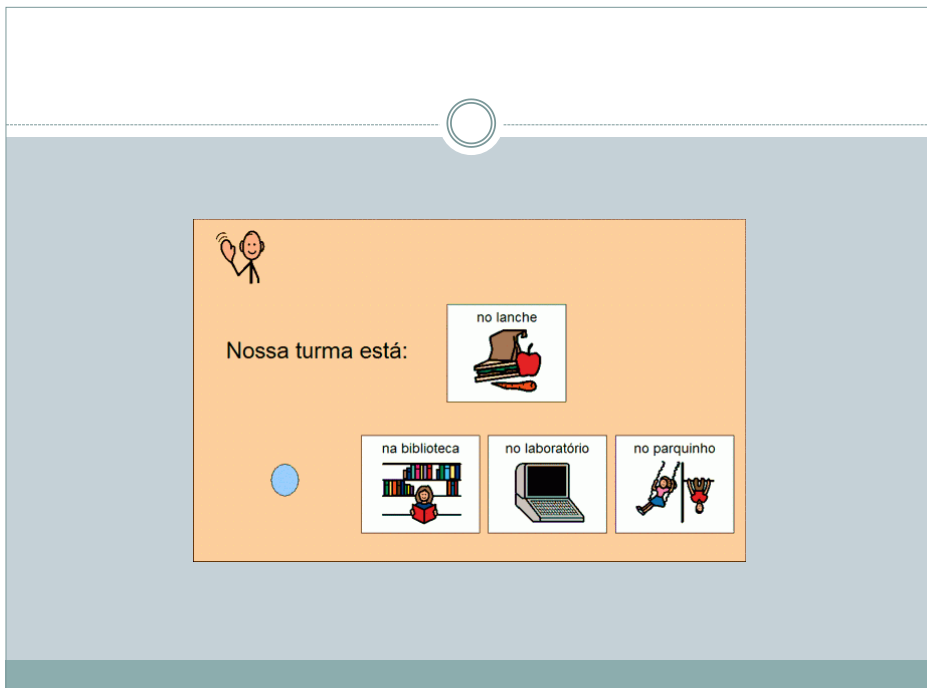 no lanche
Nossa turma está:
na biblioteca
no laboratório
no parquinho